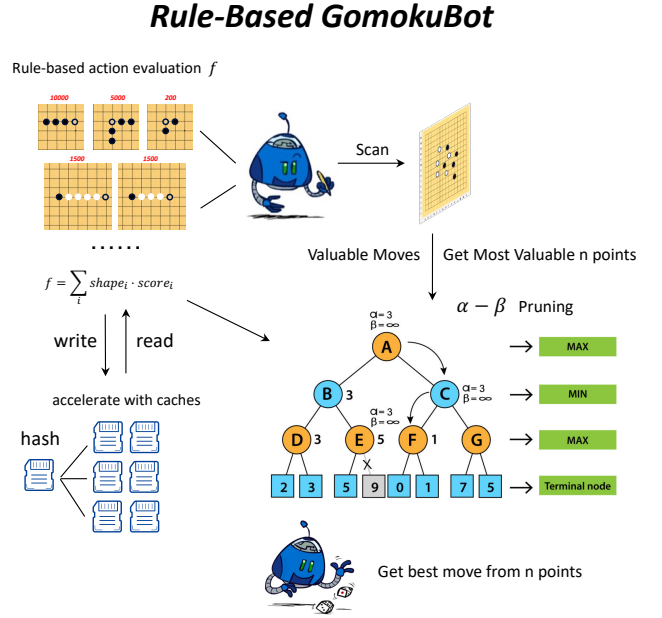 Rule-Based GomokuBot
Rule-based action evaluation f
10000
5000
200
1500
1500
Scan
......
Valuable Moves
Get Most Valuable n points
f = ∑ᵢ shapeᵢ · scoreᵢ
α − β Pruning
write
read
accelerate with caches
hash
α= 3
β= ∞
A
MAX
B
3
C
α= 3
β= ∞
MIN
α= 3
β= ∞
D
3
E
5
F
1
G
MAX
X
2
3
5
9
0
1
7
5
Terminal node
Get best move from n points